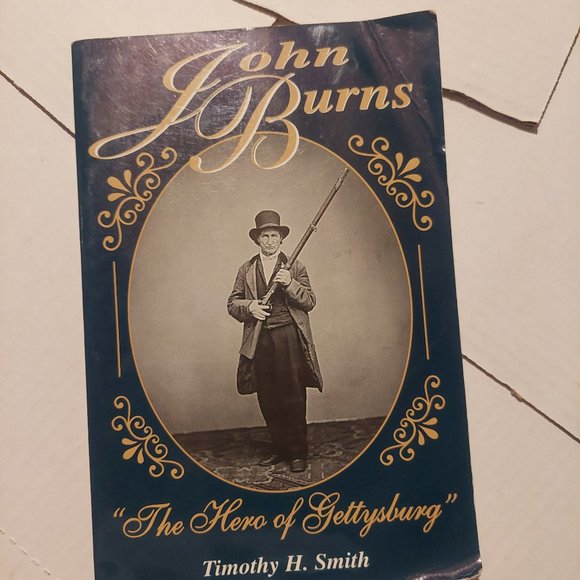 John
Burns
"The Hero of Gettysburg"
Timothy H. Smith